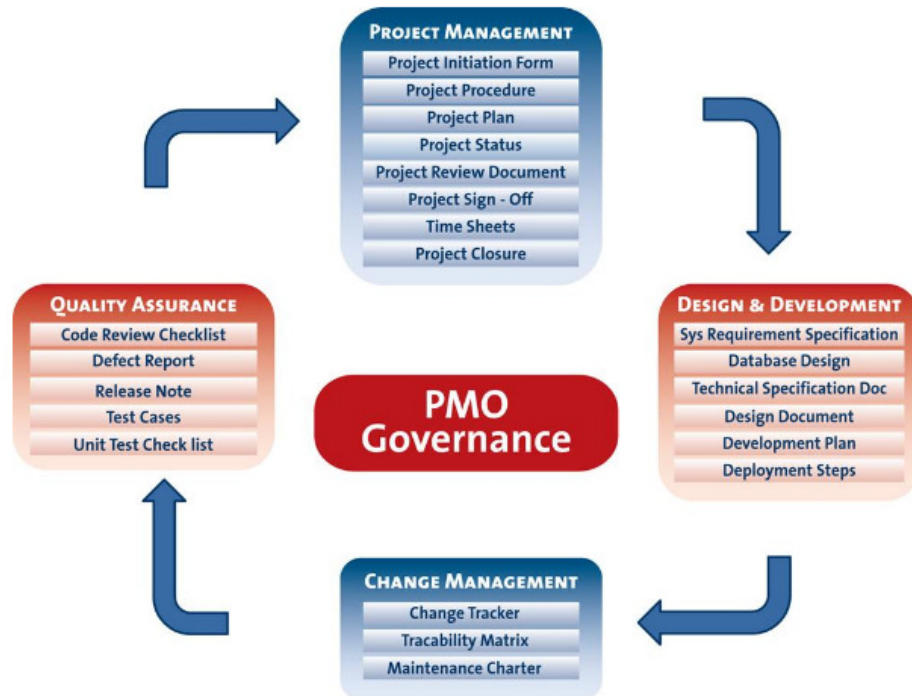 PROJECT MANAGEMENT
Project Initiation Form
Project Procedure
Project Plan
Project Status
Project Review Document
Project Sign - Off
Time Sheets
Project Closure
QUALITY ASSURANCE
Code Review Checklist
Defect Report
Release Note
Test Cases
Unit Test Check list
PMO
Governance
DESIGN & DEVELOPMENT
Sys Requirement Specification
Database Design
Technical Specification Doc
Design Document
Development Plan
Deployment Steps
CHANGE MANAGEMENT
Change Tracker
Tracability Matrix
Maintenance Charter